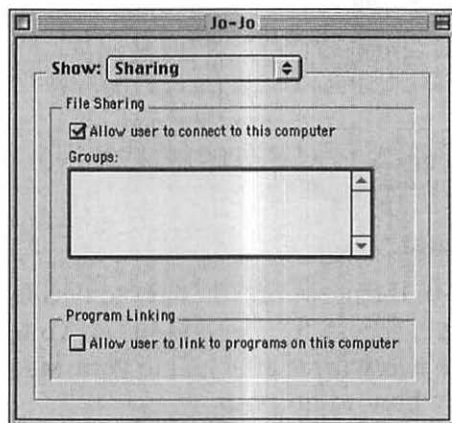 Jo-Jo
Show: Sharing
File Sharing
Allow user to connect to this computer
Groups:
Program Linking
Allow user to link to programs on this computer